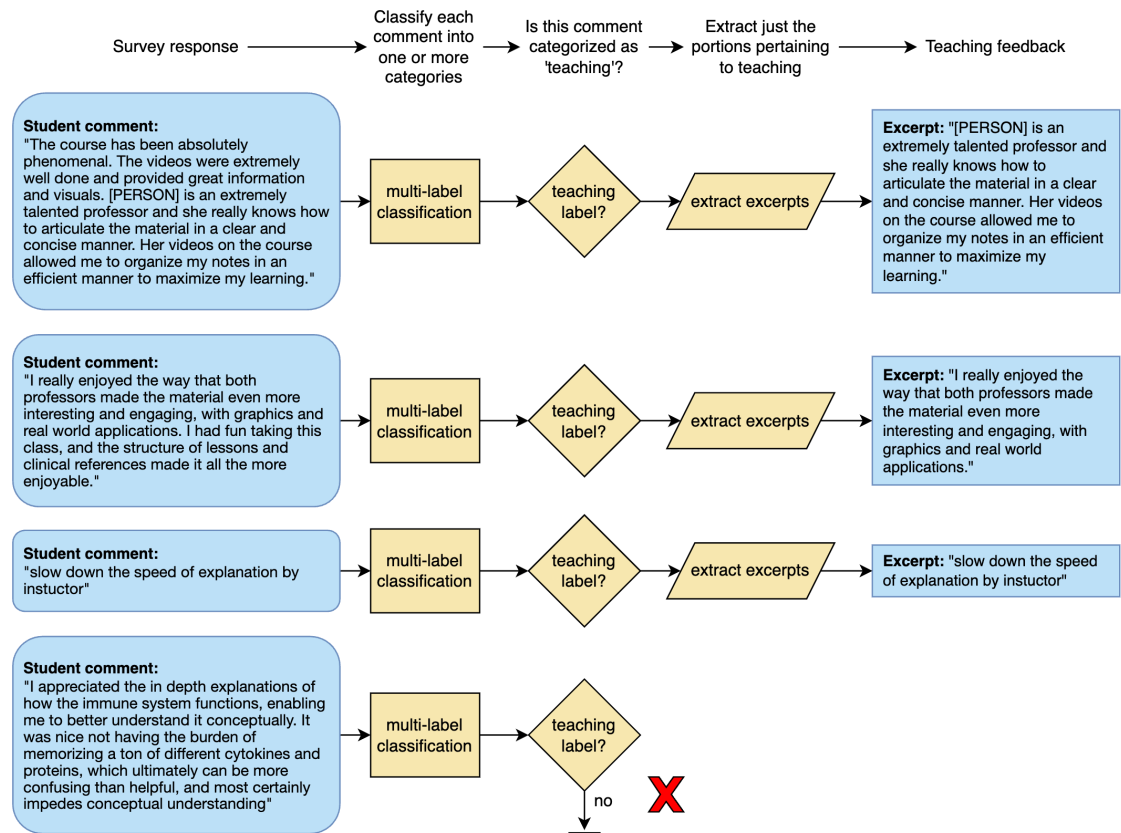 Survey response
Classify each
comment into
one or more
categories
Is this comment
categorized as
'teaching'?
Extract just the
portions pertaining
to teaching
Teaching feedback
Student comment:
"The course has been absolutely
phenomenal. The videos were extremely
well done and provided great information
and visuals. [PERSON] is an extremely
talented professor and she really knows how
to articulate the material in a clear and
concise manner. Her videos on the course
allowed me to organize my notes in an
efficient manner to maximize my learning."
multi-label
classification
teaching
label?
extract excerpts
Excerpt: "[PERSON] is an
extremely talented professor and
she really knows how to
articulate the material in a clear
and concise manner. Her videos
on the course allowed me to
organize my notes in an efficient
manner to maximize my
learning."
Student comment:
"I really enjoyed the way that both
professors made the material even more
interesting and engaging, with graphics and
real world applications. I had fun taking this
class, and the structure of lessons and
clinical references made it all the more
enjoyable."
multi-label
classification
teaching
label?
extract excerpts
Excerpt: "I really enjoyed the
way that both professors made
the material even more
interesting and engaging, with
graphics and real world
applications."
Student comment:
"slow down the speed of explanation by
instuctor"
multi-label
classification
teaching
label?
extract excerpts
Excerpt: "slow down the speed
of explanation by instuctor"
Student comment:
"I appreciated the in depth explanations of
how the immune system functions, enabling
me to better understand it conceptually. It
was nice not having the burden of
memorizing a ton of different cytokines and
proteins, which ultimately can be more
confusing than helpful, and most certainly
impedes conceptual understanding"
multi-label
classification
teaching
label?
no